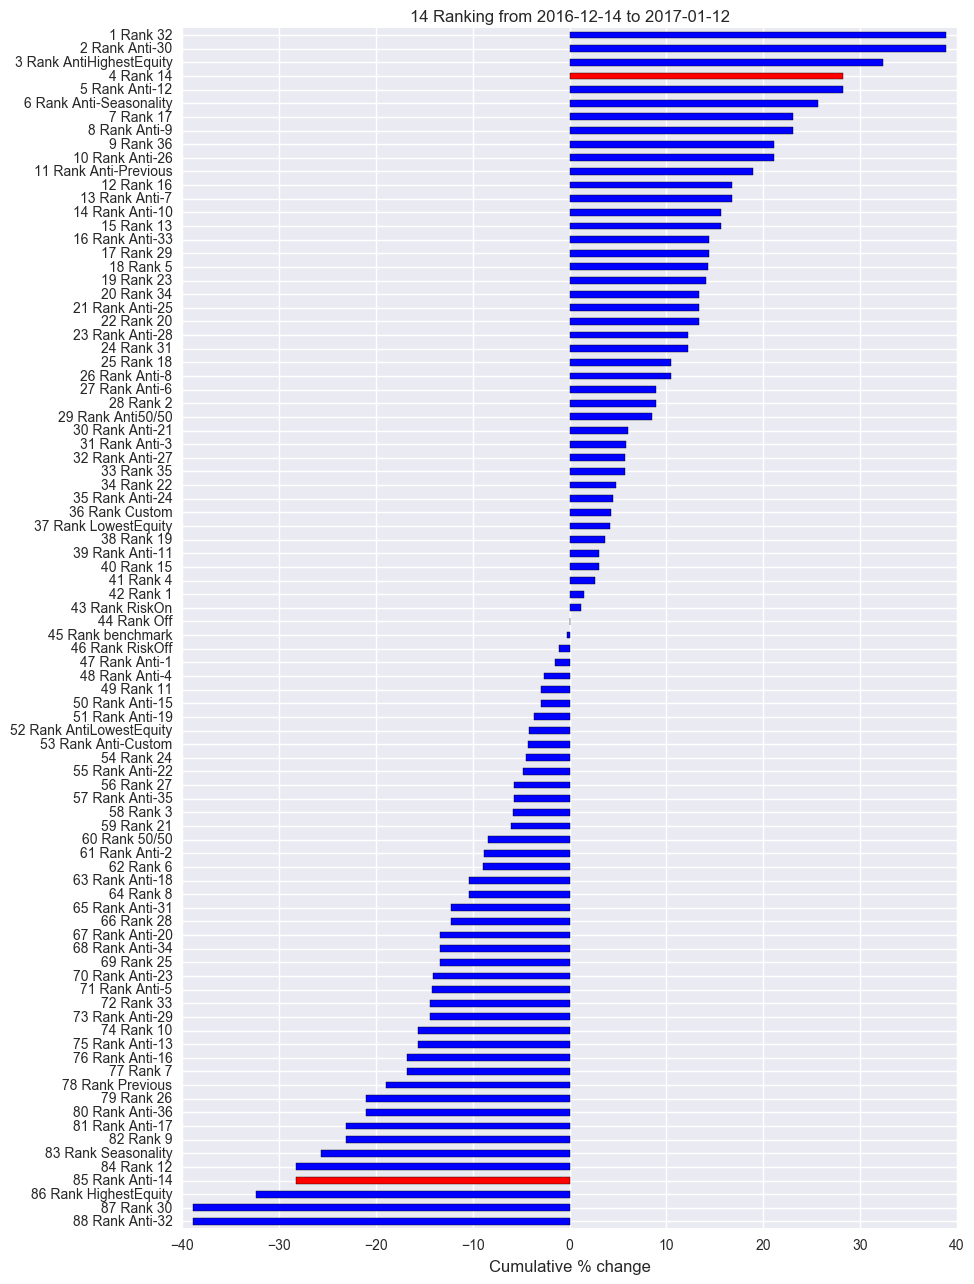 14 Ranking from 2016-12-14 to 2017-01-12
1 Rank 32
2 Rank Anti-30
3 Rank AntiHighestEquity
4 Rank 14
5 Rank Anti-12
6 Rank Anti-Seasonality
7 Rank 17
8 Rank Anti-9
9 Rank 36
10 Rank Anti-26
11 Rank Anti-Previous
12 Rank 16
13 Rank Anti-7
14 Rank Anti-10
15 Rank 13
16 Rank Anti-33
17 Rank 29
18 Rank 5
19 Rank 23
20 Rank 34
21 Rank Anti-25
22 Rank 20
23 Rank Anti-28
24 Rank 31
25 Rank 18
26 Rank Anti-8
27 Rank Anti-6
28 Rank 2
29 Rank Anti50/50
30 Rank Anti-21
31 Rank Anti-3
32 Rank Anti-27
33 Rank 35
34 Rank 22
35 Rank Anti-24
36 Rank Custom
37 Rank LowestEquity
38 Rank 19
39 Rank Anti-11
40 Rank 15
41 Rank 4
42 Rank 1
43 Rank RiskOn
44 Rank Off
45 Rank benchmark
46 Rank RiskOff
47 Rank Anti-1
48 Rank Anti-4
49 Rank 11
50 Rank Anti-15
51 Rank Anti-19
52 Rank AntiLowestEquity
53 Rank Anti-Custom
54 Rank 24
55 Rank Anti-22
56 Rank 27
57 Rank Anti-35
58 Rank 3
59 Rank 21
60 Rank 50/50
61 Rank Anti-2
62 Rank 6
63 Rank Anti-18
64 Rank 8
65 Rank Anti-31
66 Rank 28
67 Rank Anti-20
68 Rank Anti-34
69 Rank 25
70 Rank Anti-23
71 Rank Anti-5
72 Rank 33
73 Rank Anti-29
74 Rank 10
75 Rank Anti-13
76 Rank Anti-16
77 Rank 7
78 Rank Previous
79 Rank 26
80 Rank Anti-36
81 Rank Anti-17
82 Rank 9
83 Rank Seasonality
84 Rank 12
85 Rank Anti-14
86 Rank HighestEquity
87 Rank 30
88 Rank Anti-32
−40 −30 −20 −10 0 10 20 30 40
Cumulative % change